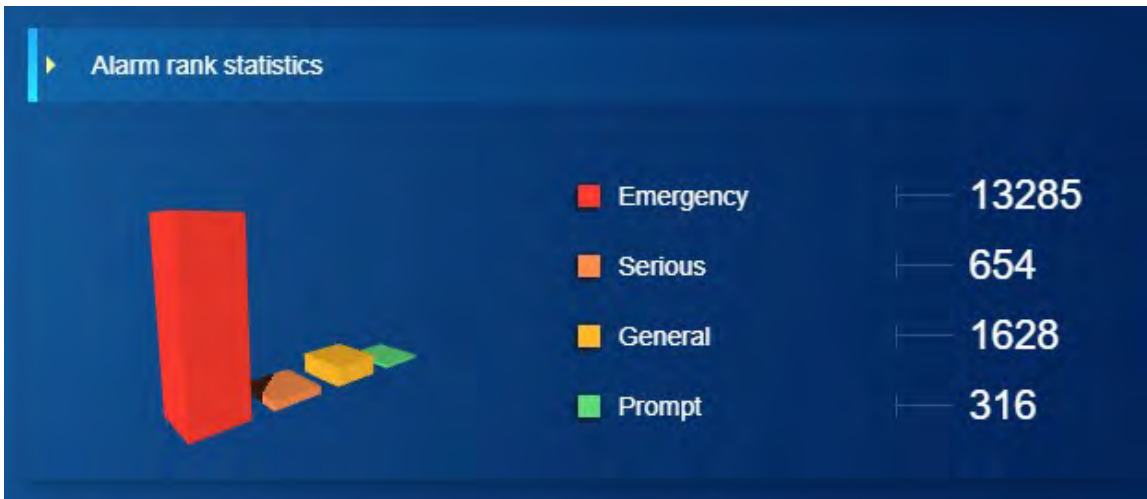 Alarm rank statistics
Emergency 13285
Serious 654
General 1628
Prompt 316